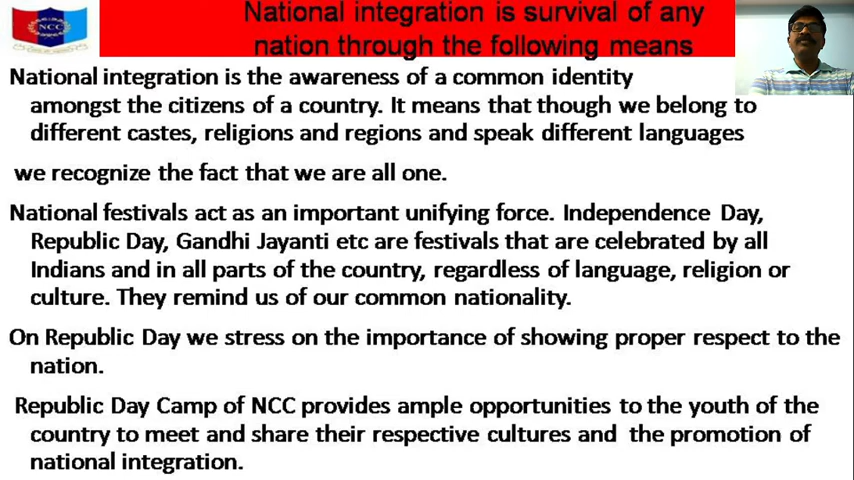 NCC
National integration is survival of any
nation through the following means
National integration is the awareness of a common identity
amongst the citizens of a country. It means that though we belong to
different castes, religions and regions and speak different languages
we recognize the fact that we are all one.
National festivals act as an important unifying force. Independence Day,
Republic Day, Gandhi Jayanti etc are festivals that are celebrated by all
Indians and in all parts of the country, regardless of language, religion or
culture. They remind us of our common nationality.
On Republic Day we stress on the importance of showing proper respect to the
nation.
Republic Day Camp of NCC provides ample opportunities to the youth of the
country to meet and share their respective cultures and the promotion of
national integration.